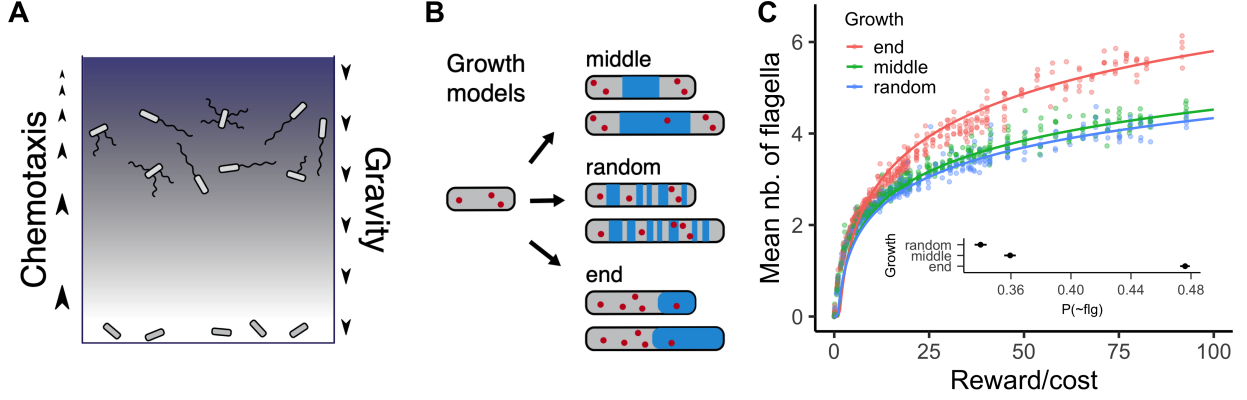 A
Chemotaxis
Gravity
B
Growth
models
middle
random
end
C
Growth
end
middle
random
Mean nb. of flagella
6
4
2
0
0
25
50
75
100
Reward/cost
Growth
random
middle
end
0.36
0.40
0.44
0.48
P(~flg)